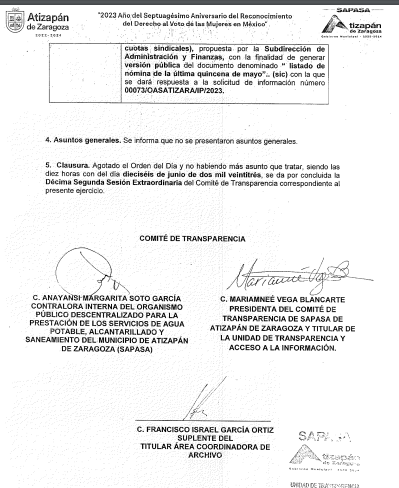 Atizapán
de Zaragoza
2022-2024
"2023 Año del Septuagésimo Aniversario del Reconocimiento
del Derecho al Voto de las Mujeres en México".
SAPASA
Atizapán
de Zaragoza
cuotas sindicales), propuesta por la Subdirección de
Administración y Finanzas, con la finalidad de generar
versión pública del documento denominado " listado de
nómina de la última quincena de mayo".. (sic) con la que
se dará respuesta a la solicitud de información número
00073/OASATIZARA/IP/2023.
4. Asuntos generales. Se informa que no se presentaron asuntos generales.
5. Clausura. Agotado el Orden del Día y no habiendo más asunto que tratar, siendo las
diez horas con del día dieciséis de junio de dos mil veintitrés, se da por concluida la
Décima Segunda Sesión Extraordinaria del Comité de Transparencia correspondiente al
presente ejercicio.
COMITÉ DE TRANSPARENCIA
C. ANAYANSI MARGARITA SOTO GARCÍA
CONTRALORA INTERNA DEL ORGANISMO
PÚBLICO DESCENTRALIZADO PARA LA
PRESTACIÓN DE LOS SERVICIOS DE AGUA
POTABLE, ALCANTARILLADO Y
SANEAMIENTO DEL MUNICIPIO DE ATIZAPÁN
DE ZARAGOZA (SAPASA)
C. MARIAMNEÉ VEGA BLANCARTE
PRESIDENTA DEL COMITÉ DE
TRANSPARENCIA DE SAPASA DE
ATIZAPÁN DE ZARAGOZA Y TITULAR DE
LA UNIDAD DE TRANSPARENCIA Y
ACCESO A LA INFORMACIÓN.
C. FRANCISCO ISRAEL GARCÍA ORTIZ
SUPLENTE DEL
TITULAR ÁREA COORDINADORA DE
ARCHIVO
SAPASA
Atizapán
de Zaragoza
UNIDAD DE TRANSPARENCIA